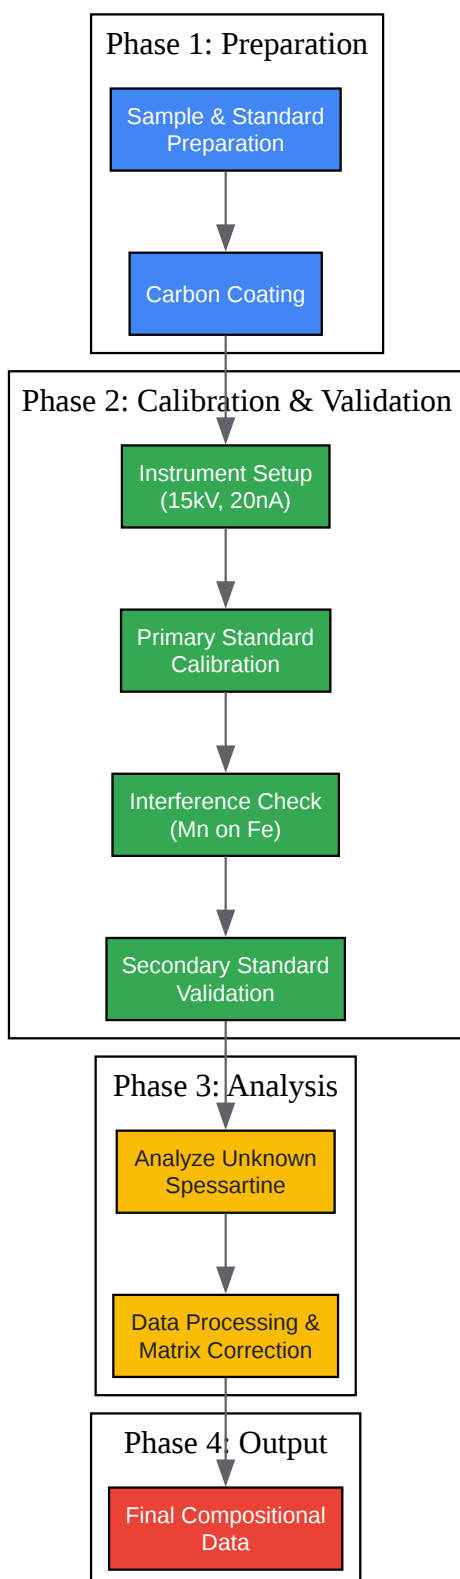 Phase 1: Preparation
Sample & Standard
Preparation
Carbon Coating
Phase 2: Calibration & Validation
Instrument Setup
(15kV, 20nA)
Primary Standard
Calibration
Interference Check
(Mn on Fe)
Secondary Standard
Validation
Phase 3: Analysis
Analyze Unknown
Spessartine
Data Processing &
Matrix Correction
Phase 4: Output
Final Compositional
Data